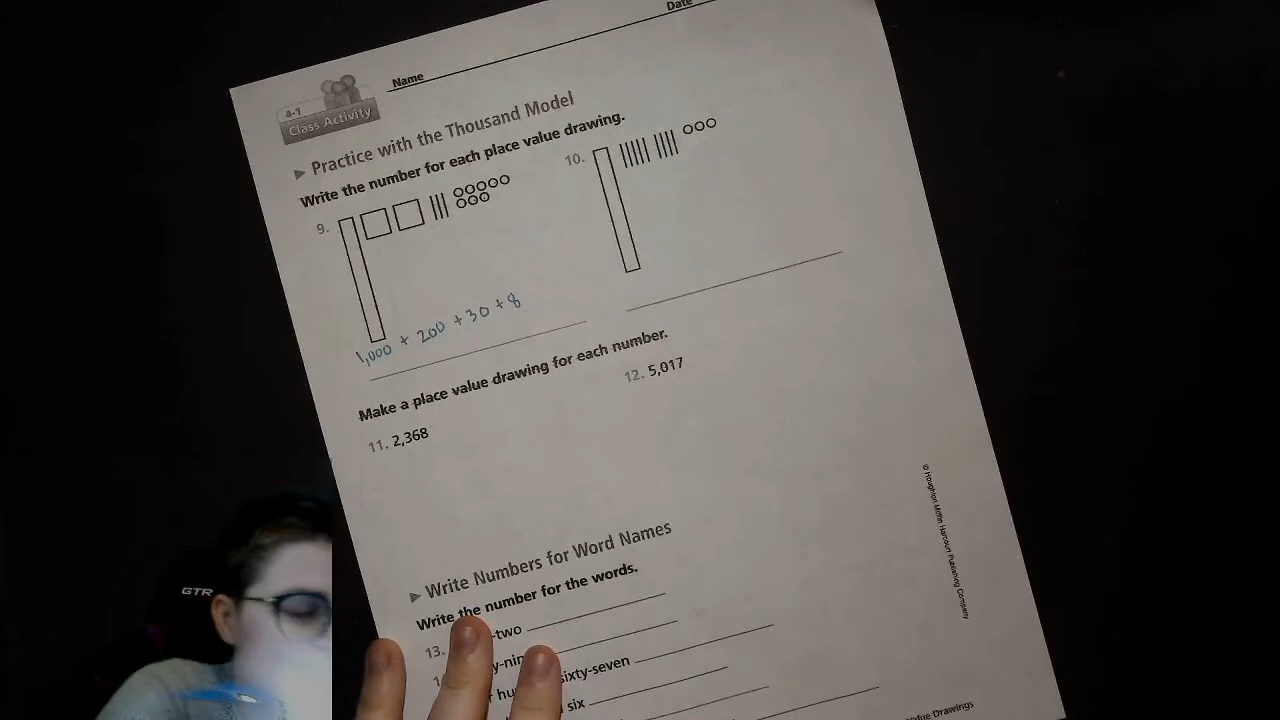 Date
Name
4-1
Class Activity
Practice with the Thousand Model
Write the number for each place value drawing.
9.
10.
1,000 + 200 + 30 + 8
Make a place value drawing for each number.
11. 2,368
12. 5,017
Write Numbers for Word Names
Write the number for the words.
13. -two
sixty-seven
six
Value Drawings
© Houghton Mifflin Harcourt Publishing Company
GTR